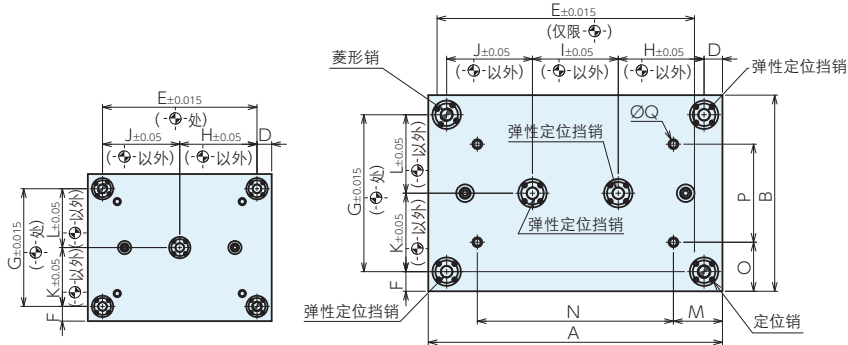 E±0.015
(-处)
J±0.05
H±0.05
D
(-以外)
(-以外)
G±0.015
(-处)
L±0.05
(-以外)
K±0.05
(-以外)
F
E±0.015
(仅限-)
J±0.05
I±0.05
H±0.05
D
(-以外)
(-以外)
(-以外)
菱形销
弹性定位挡销
弹性定位挡销
ØQ
G±0.015
(-处)
L±0.05
(-以外)
K±0.05
(-以外)
F
弹性定位挡销
P
B
O
N
M
A
弹性定位挡销
定位销